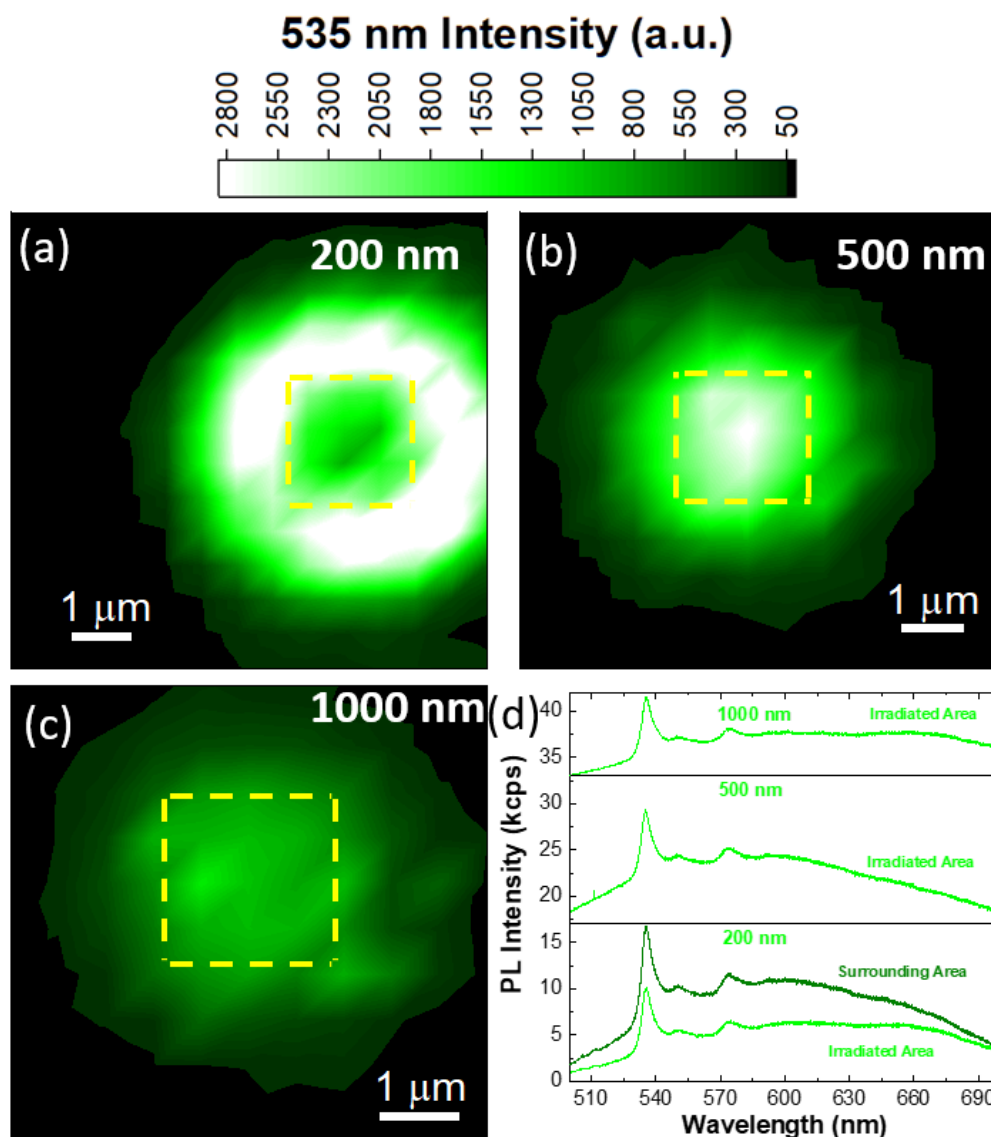 535 nm Intensity (a.u.)
2800 2550 2300 2050 1800 1550 1300 1050 800 550 300 50
(a) 200 nm
1 μm
(b) 500 nm
1 μm
(c) 1000 nm
1 μm
(d)
PL Intensity (kcps)
40
35
1000 nm
Irradiated Area
30
25
20
500 nm
Irradiated Area
15
10
5
0
200 nm
Surrounding Area
Irradiated Area
510 540 570 600 630 660 690
Wavelength (nm)